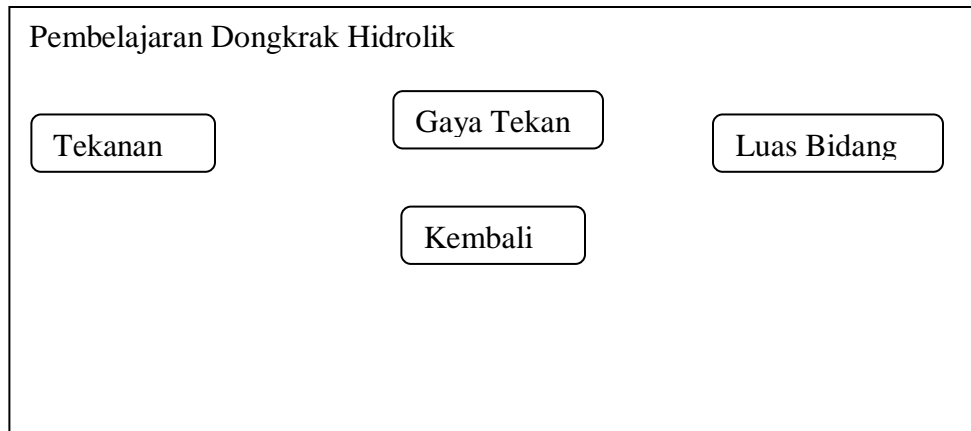 Pembelajaran Dongkrak Hidrolik
Tekanan
Gaya Tekan
Luas Bidang
Kembali